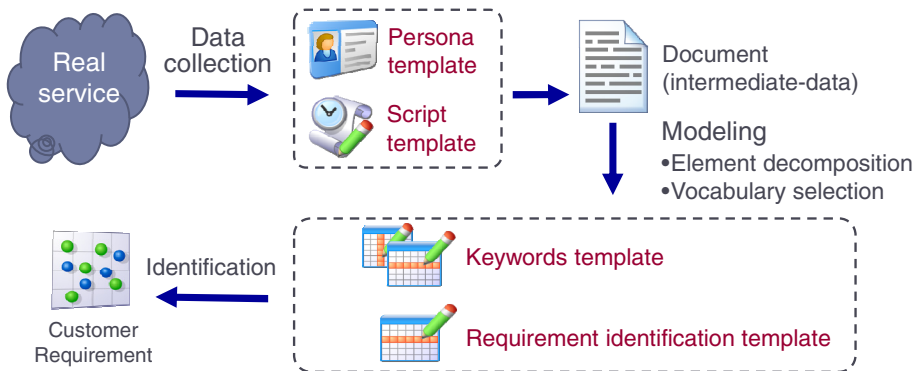 Real
service
Data
collection
Persona
template
Script
template
Document
(intermediate-data)
Modeling
•Element decomposition
•Vocabulary selection
Keywords template
Requirement identification template
Identification
Customer
Requirement